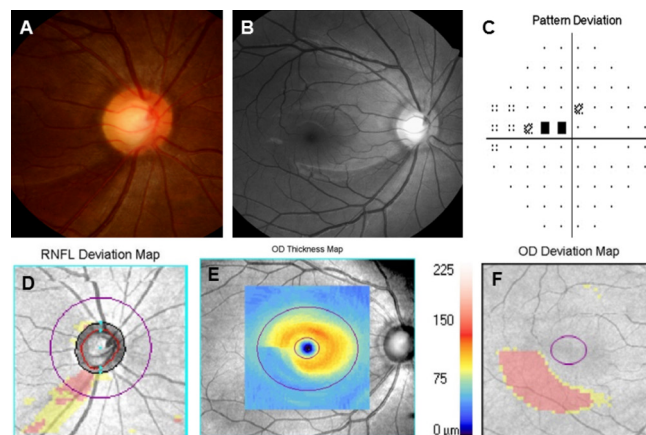 A
B
C
Pattern Deviation
RNFL Deviation Map
D
OD Thickness Map
E
225
150
75
0 µm
OD Deviation Map
F